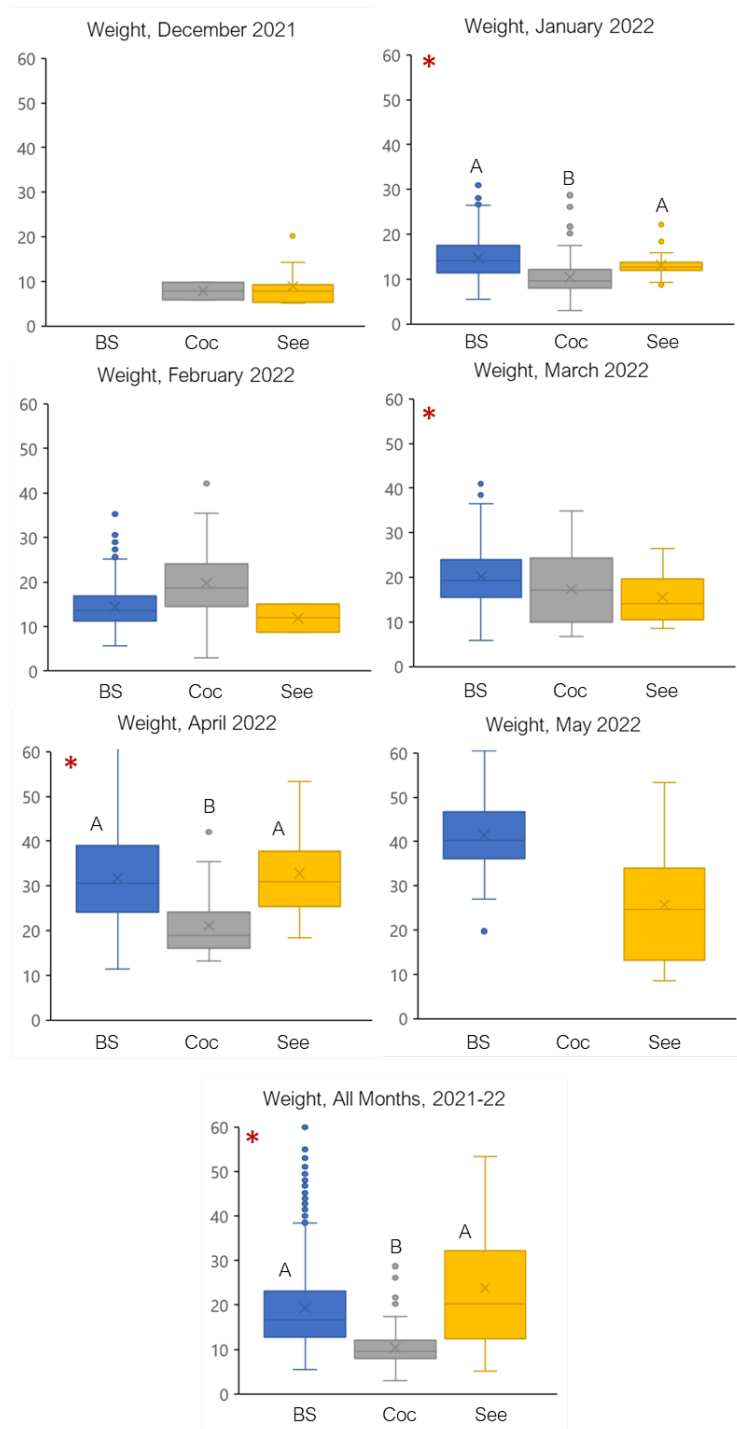 Weight, December 2021
60
50
40
30
20
10
0
BS Coc See
Weight, January 2022
60 *
50
40
30
20
10
0
A B A
BS Coc See
Weight, February 2022
60
50
40
30
20
10
0
BS Coc See
Weight, March 2022
60 *
50
40
30
20
10
0
BS Coc See
Weight, April 2022
60 *
50
40
30
20
10
0
A B A
BS Coc See
Weight, May 2022
60
50
40
30
20
10
0
BS Coc See
Weight, All Months, 2021-22
60 *
50
40
30
20
10
0
A B A
BS Coc See